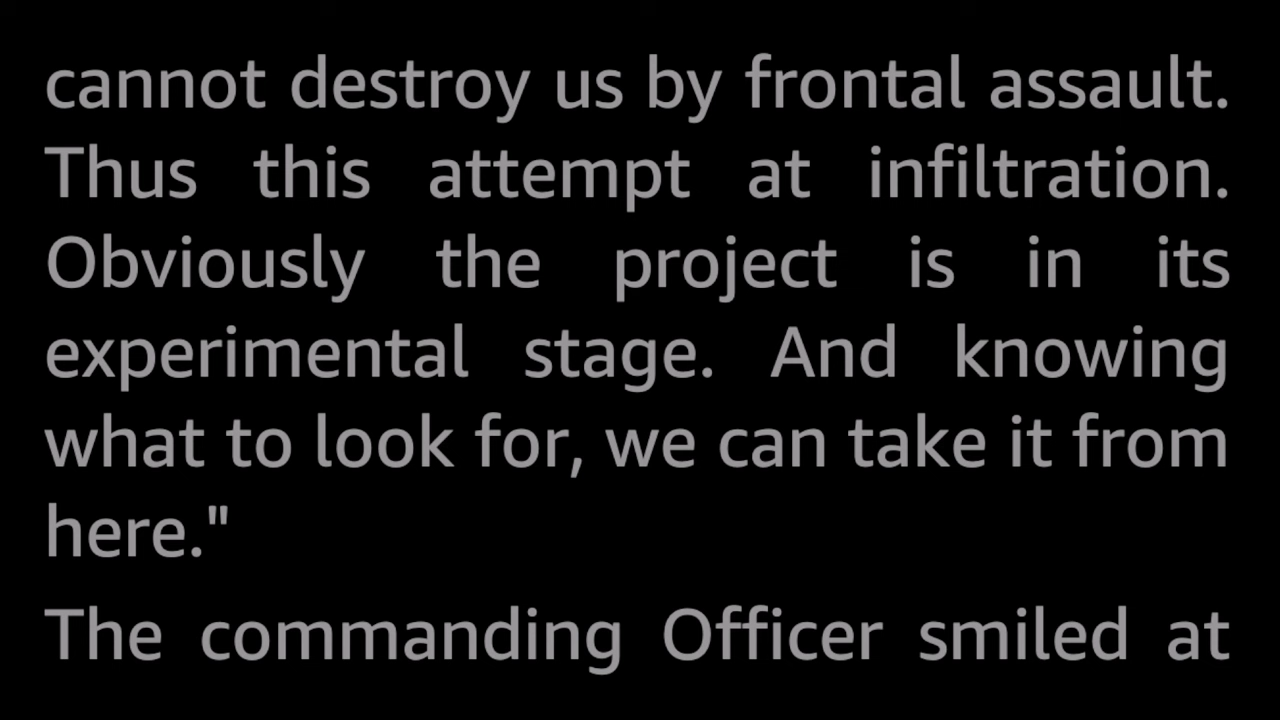 cannot destroy us by frontal assault.
Thus this attempt at infiltration.
Obviously the project is in its
experimental stage. And knowing
what to look for, we can take it from
here."
The commanding Officer smiled at